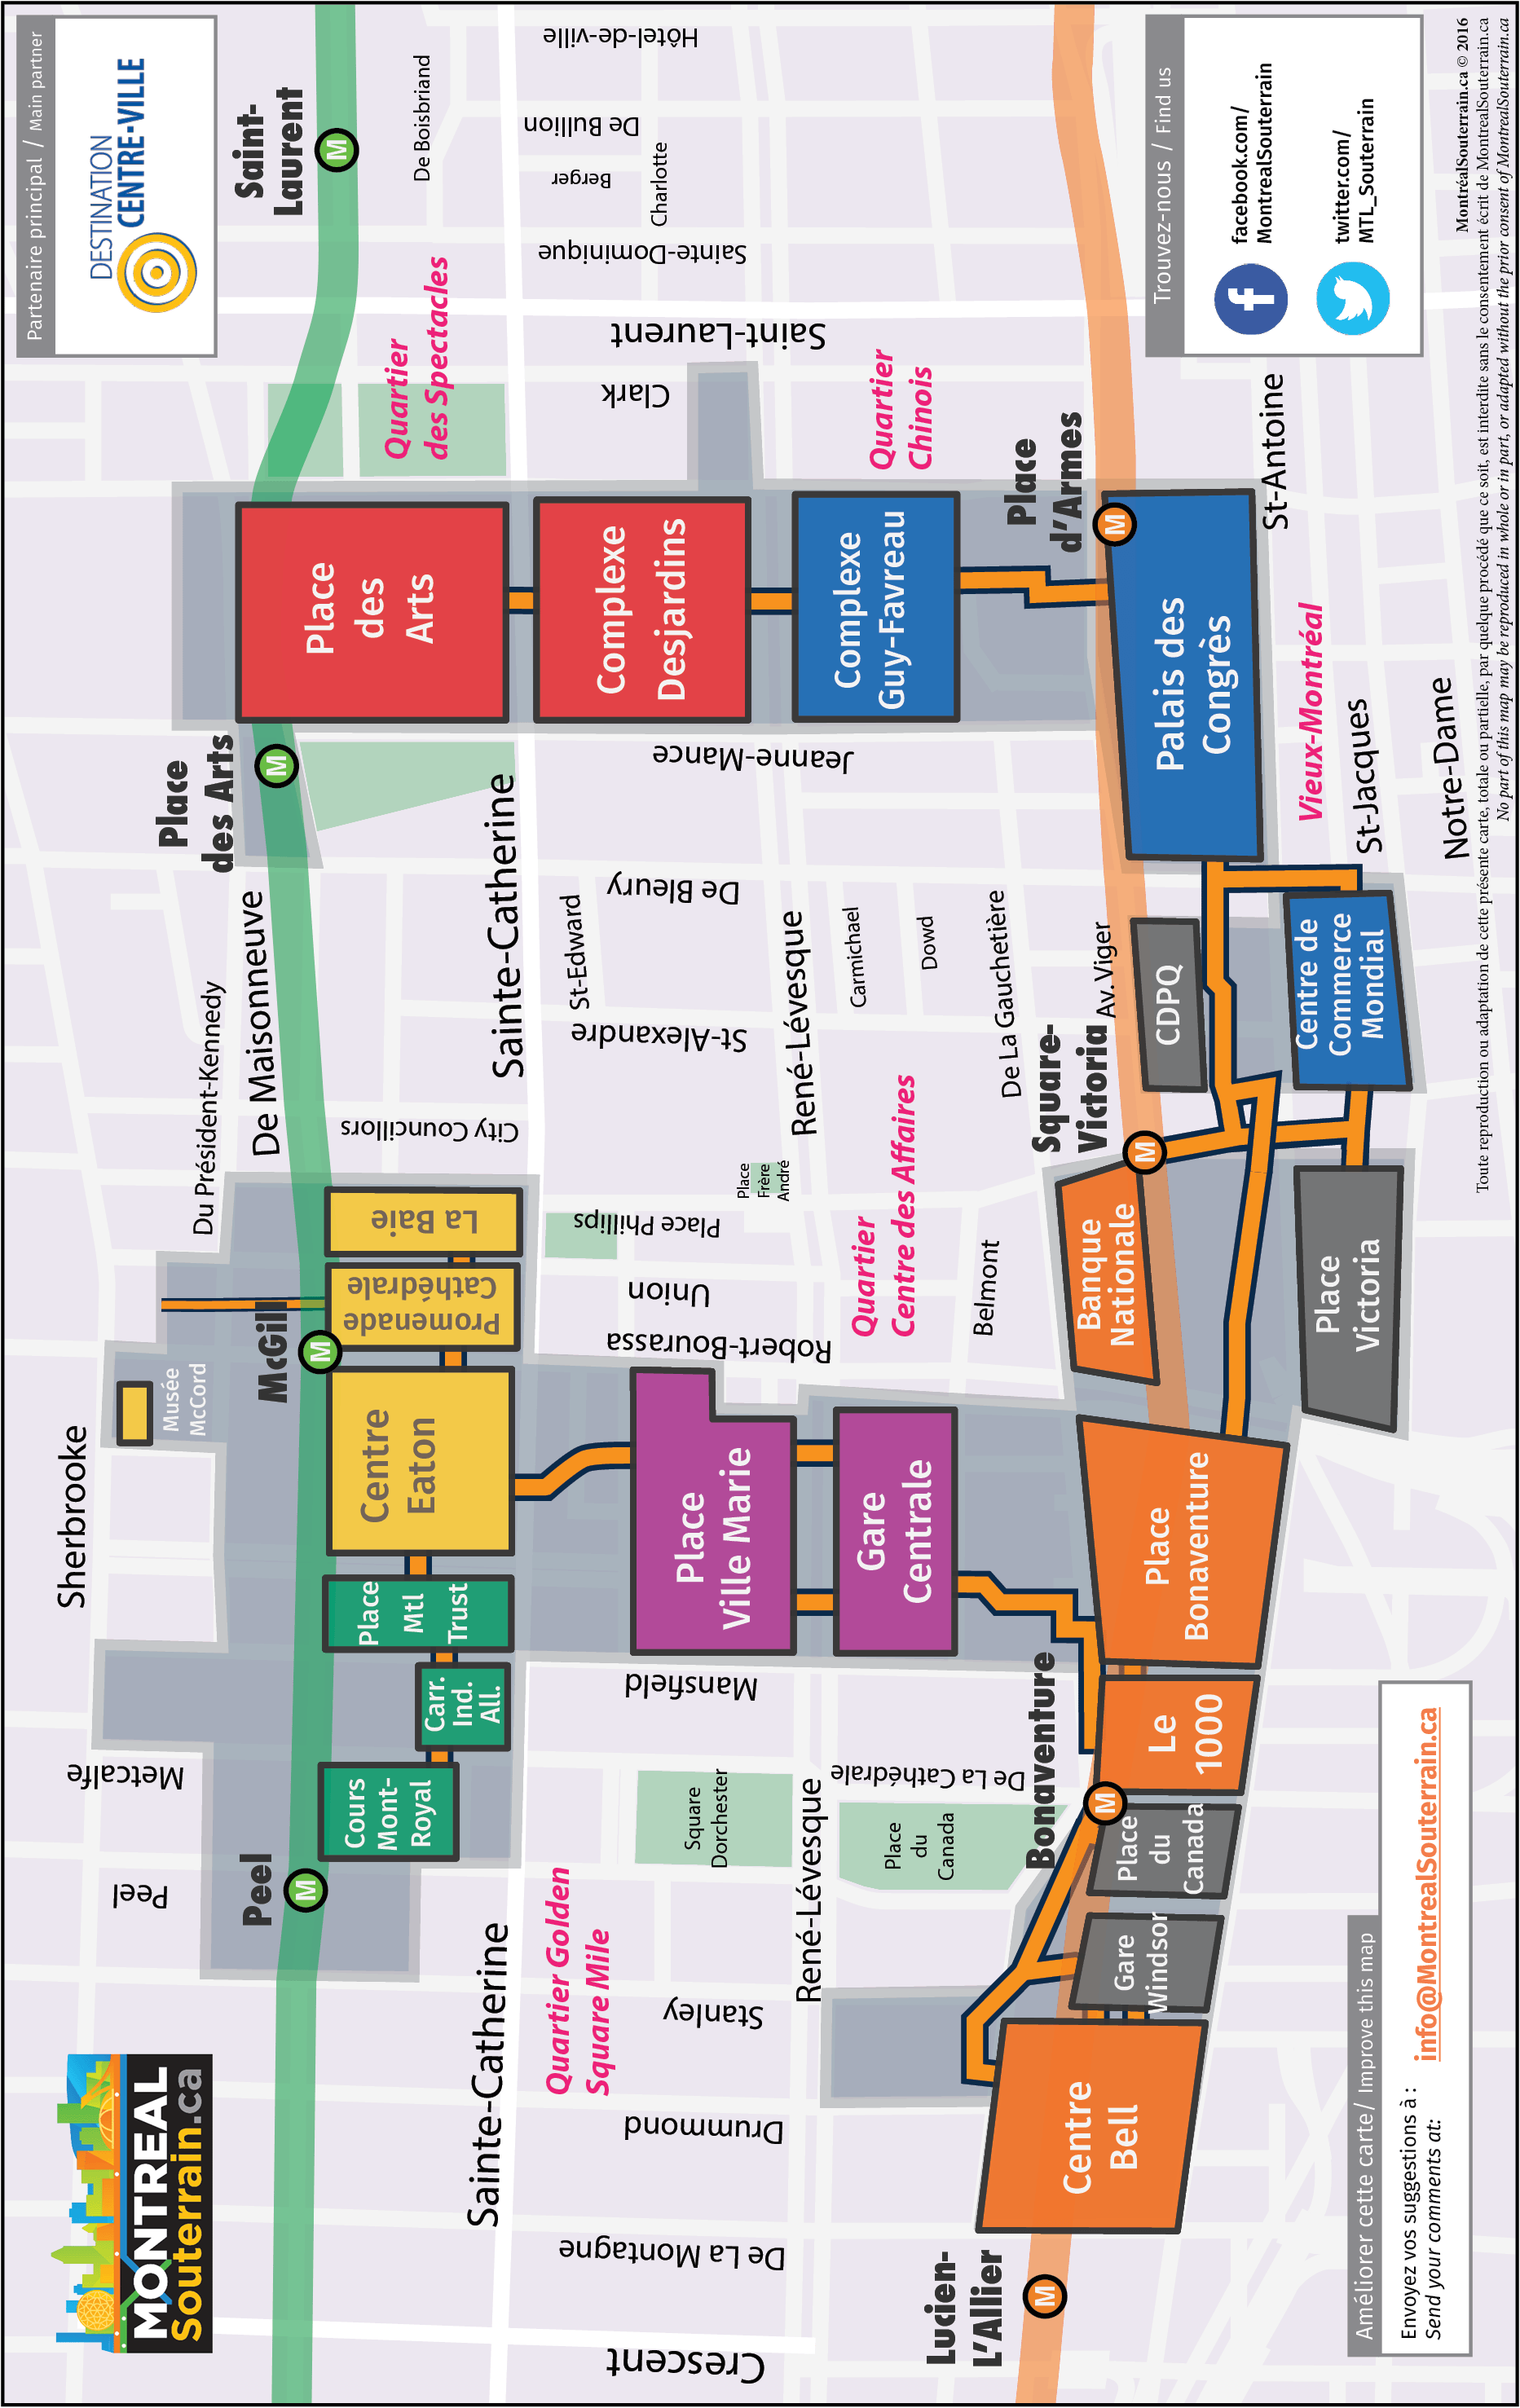 MONTREAL
Souterrain.ca
Partenaire principal / Main partner
DESTINATION
CENTRE-VILLE
Sherbrooke
Du Président-Kennedy
De Maisonneuve
De Maisonneuve
Peel
Metcalfe
Musée
McCord
Peel
McGill
Place
des Arts
Saint-
Laurent
De Boisbriand
Cours
Mont-
Royal
Carr.
Ind.
All.
Place
Mtl
Trust
Centre
Eaton
Promenade
Cathédrale
La Baie
City Councillors
Place
des
Arts
Quartier
des Spectacles
Sainte-Catherine
Sainte-Catherine
Quartier Golden
Square Mile
Crescent
De La Montagne
Drummond
Stanley
Square
Dorchester
Mansfield
Place
Ville Marie
Robert-Bourassa
Union
Place Phillips
Place
Frère
André
St-Edward
St-Alexandre
De Bleury
Jeanne-Mance
Complexe
Desjardins
Clark
Saint-Laurent
Sainte-Dominique
Berger
Charlotte
De Bullion
Hôtel-de-ville
René-Lévesque
René-Lévesque
Place
du
Canada
De La Cathédrale
Gare
Centrale
Quartier
Centre des Affaires
Belmont
Carmichael
Dowd
De La Gauchetière
Complexe
Guy-Favreau
Quartier
Chinois
Lucien-
L’Allier
Centre
Bell
Gare
Windsor
Place
du
Canada
Bonaventure
Le
1000
Place
Bonaventure
Banque
Nationale
Square-
Victoria
Av. Viger
CDPQ
Place
Victoria
Centre de
Commerce
Mondial
Palais des
Congrès
Place
d’Armes
St-Antoine
Vieux-Montréal
St-Jacques
Notre-Dame
Trouvez-nous / Find us
facebook.com/
MontrealSouterrain
twitter.com/
MTL_Souterrain
Améliorer cette carte/ Improve this map
Envoyez vos suggestions à :
Send your comments at:
info@MontrealSouterrain.ca
MontréalSouterrain.ca © 2016
Toute reproduction ou adaptation de cette présente carte, totale ou partielle, par quelque procédé que ce soit, est interdite sans le consentement écrit de MontrealSouterrain.ca
No part of this map may be reproduced in whole or in part, or adapted without the prior consent of MontrealSouterrain.ca